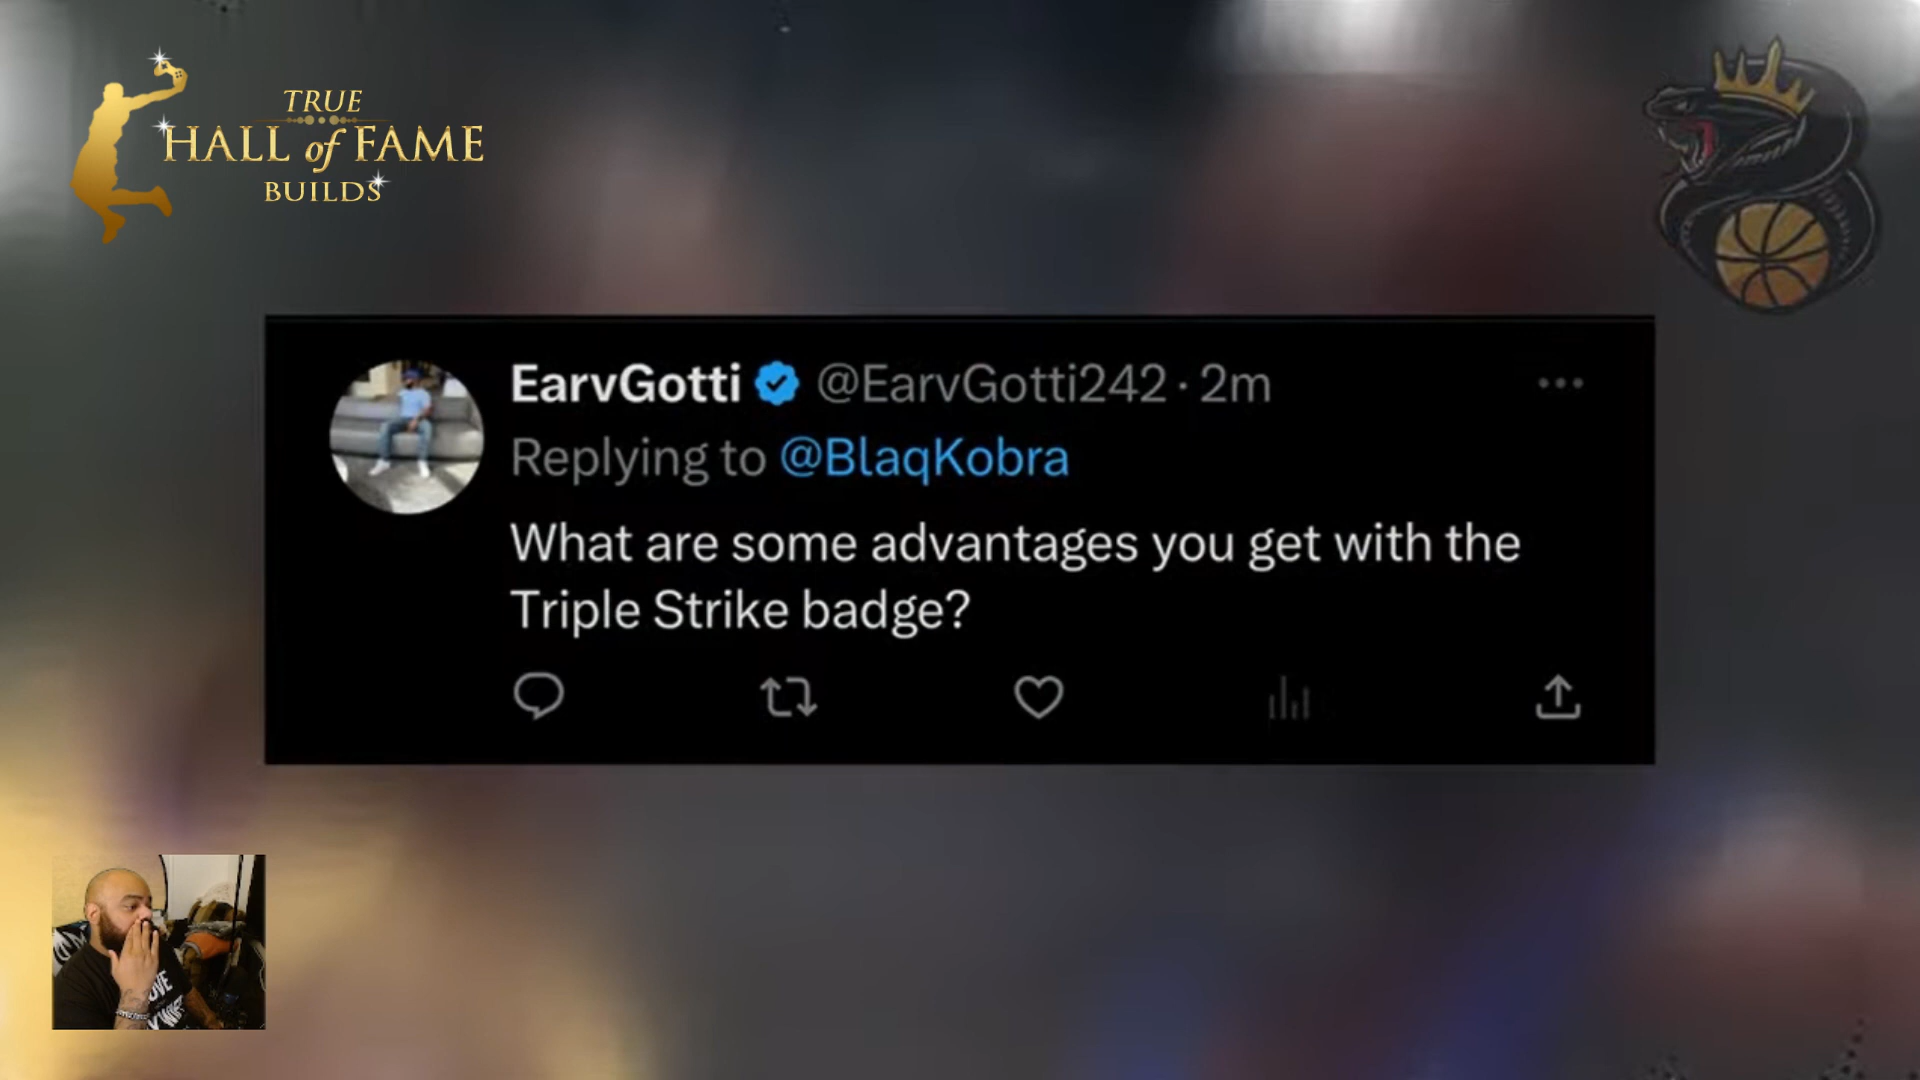 TRUE
HALL of FAME
BUILDS
EarvGotti @EarvGotti242 · 2m
Replying to @BlaqKobra
What are some advantages you get with the
Triple Strike badge?